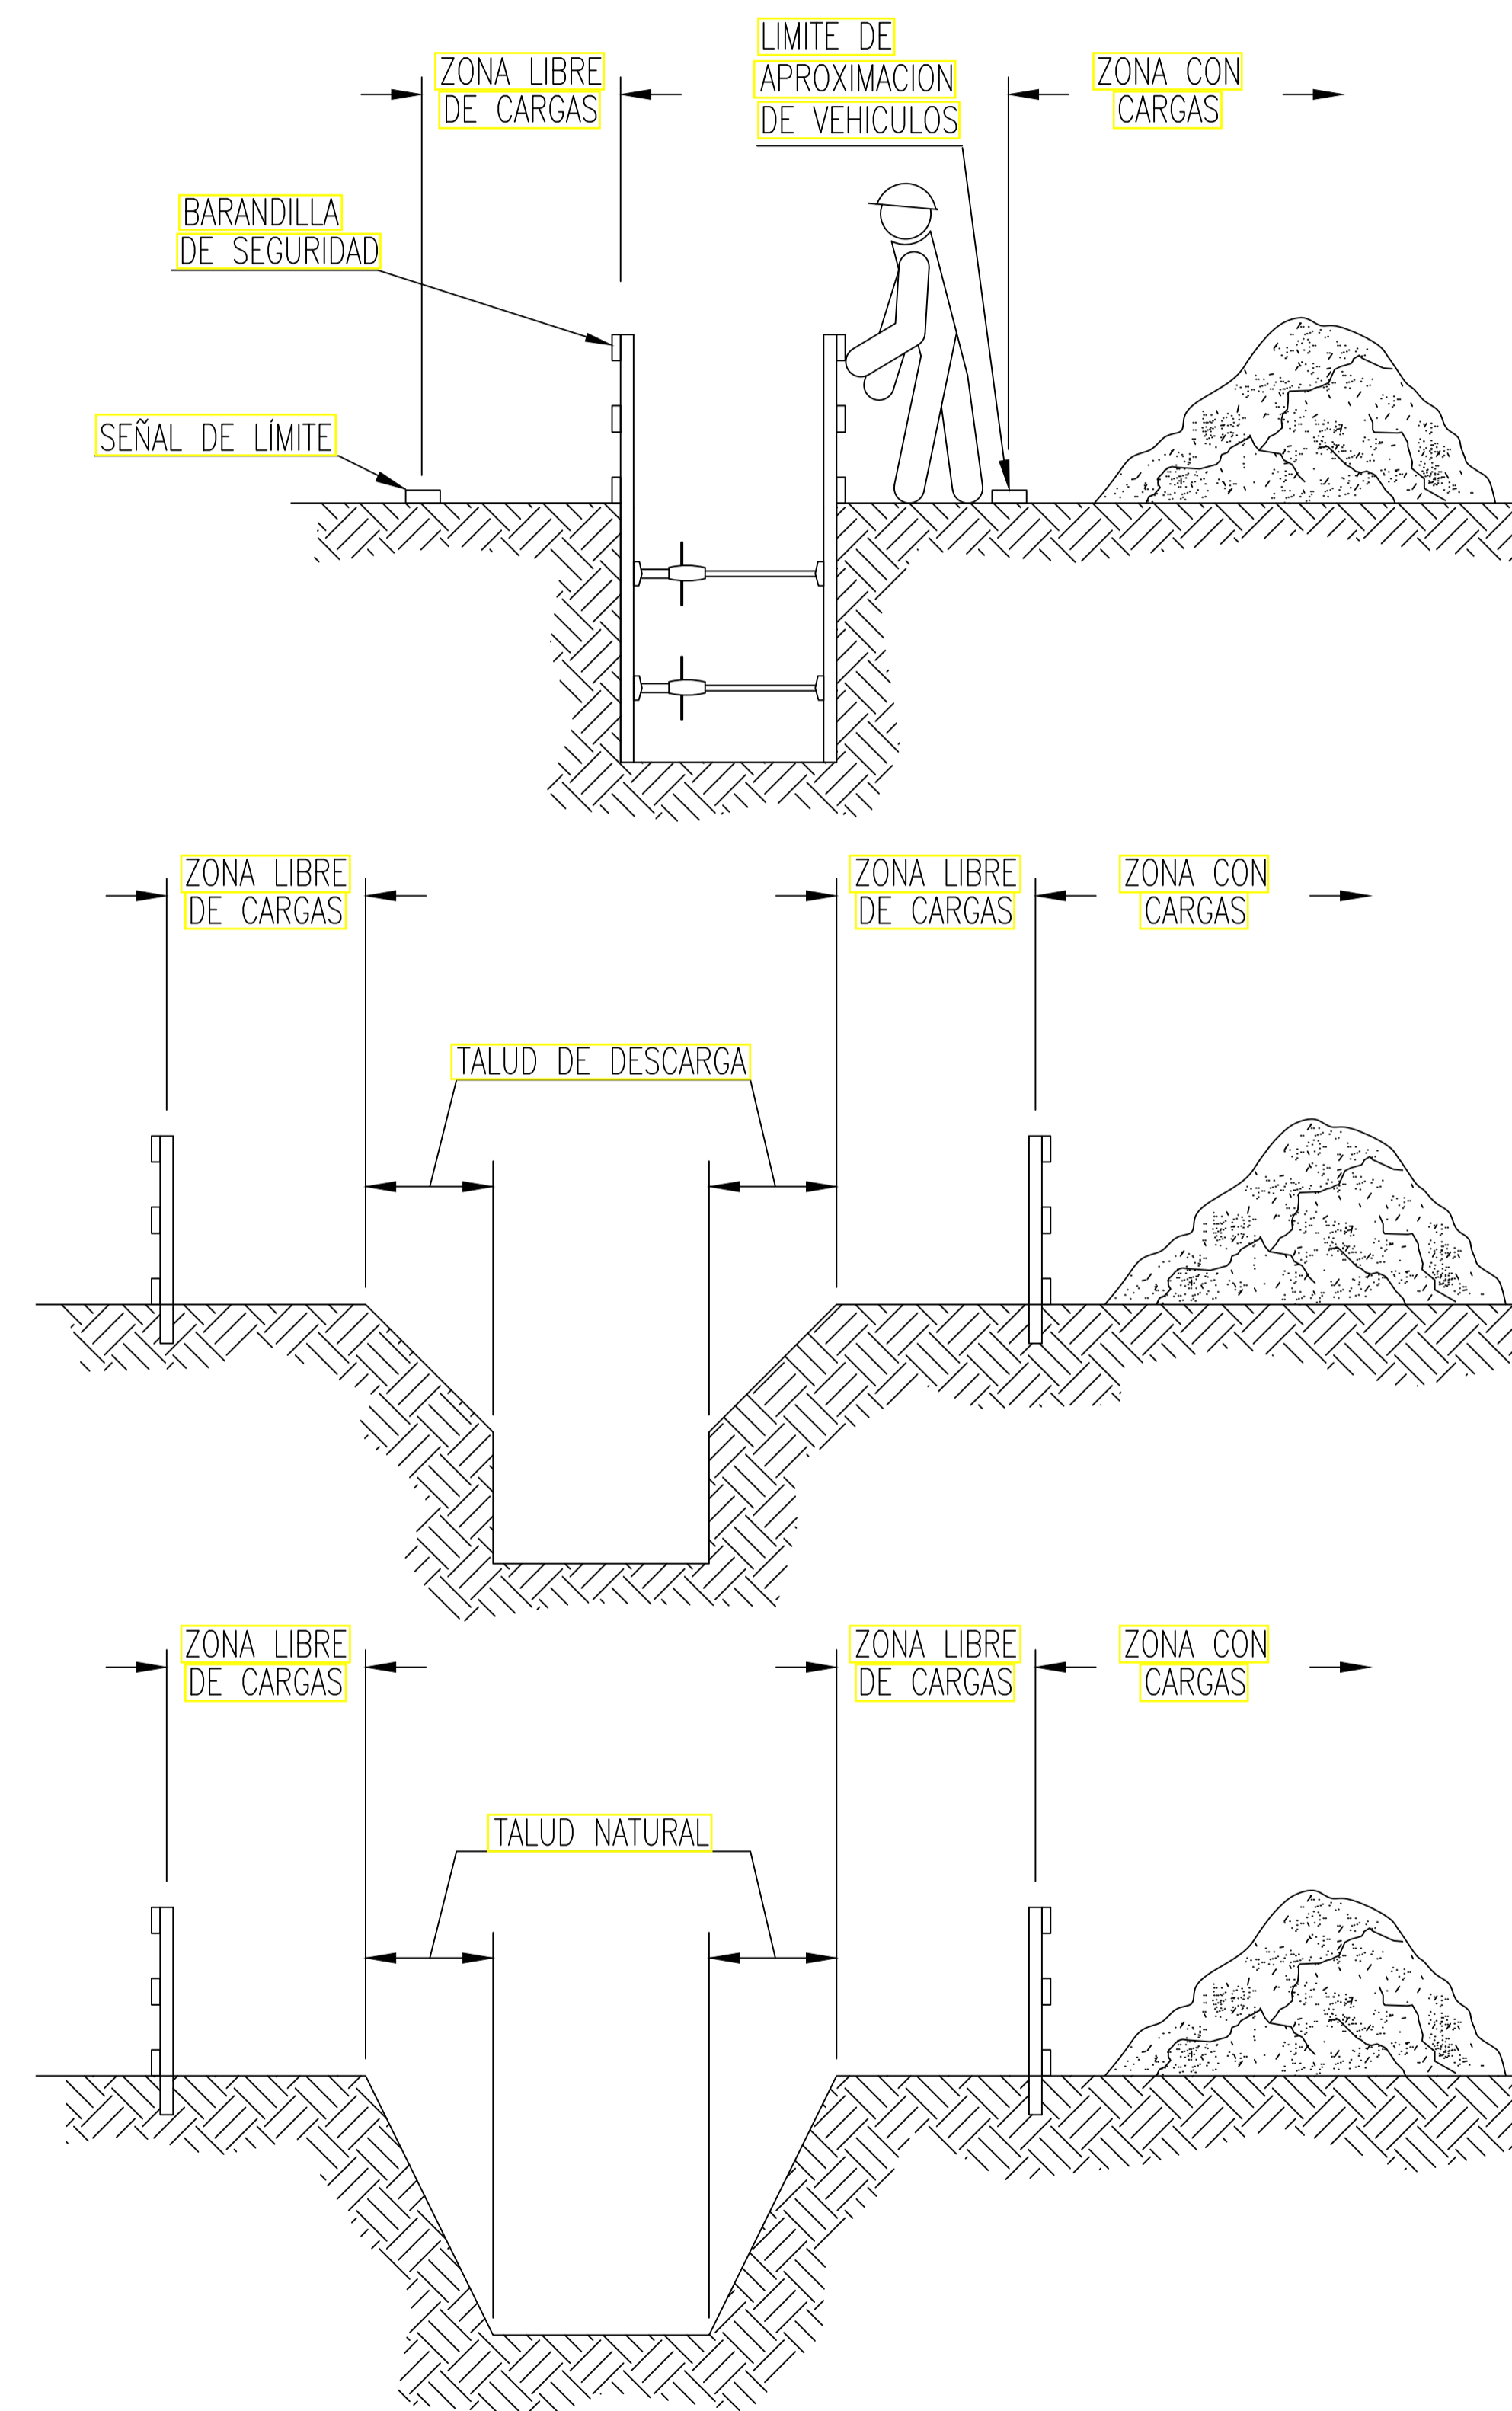 ZONA LIBRE
DE CARGAS
LIMITE DE
APROXIMACION
DE VEHICULOS
ZONA CON
CARGAS
BARANDILLA
DE SEGURIDAD
SEÑAL DE LÍMITE
ZONA LIBRE
DE CARGAS
ZONA LIBRE
DE CARGAS
ZONA CON
CARGAS
TALUD DE DESCARGA
ZONA LIBRE
DE CARGAS
ZONA LIBRE
DE CARGAS
ZONA CON
CARGAS
TALUD NATURAL